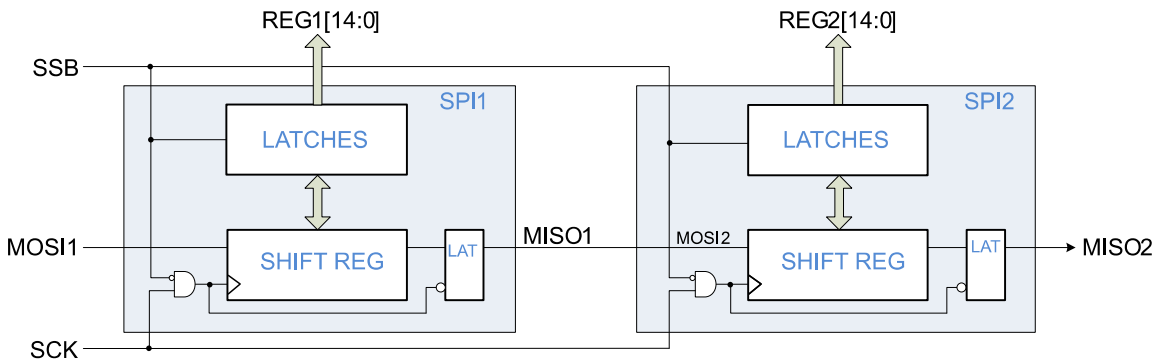 REG1[14:0]
REG2[14:0]
SSB
SPI1
SPI2
LATCHES
LATCHES
MOSI1
SHIFT REG
LAT
MISO1
MOSI2
SHIFT REG
LAT
MISO2
SCK